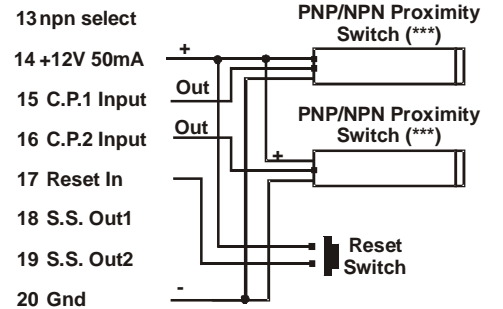 13 npn select
PNP/NPN Proximity
Switch (***)
14 +12V 50mA
+
15 C.P.1 Input
Out
PNP/NPN Proximity
Switch (***)
16 C.P.2 Input
Out
+
17 Reset In
18 S.S. Out1
Reset
Switch
19 S.S. Out2
20 Gnd
-